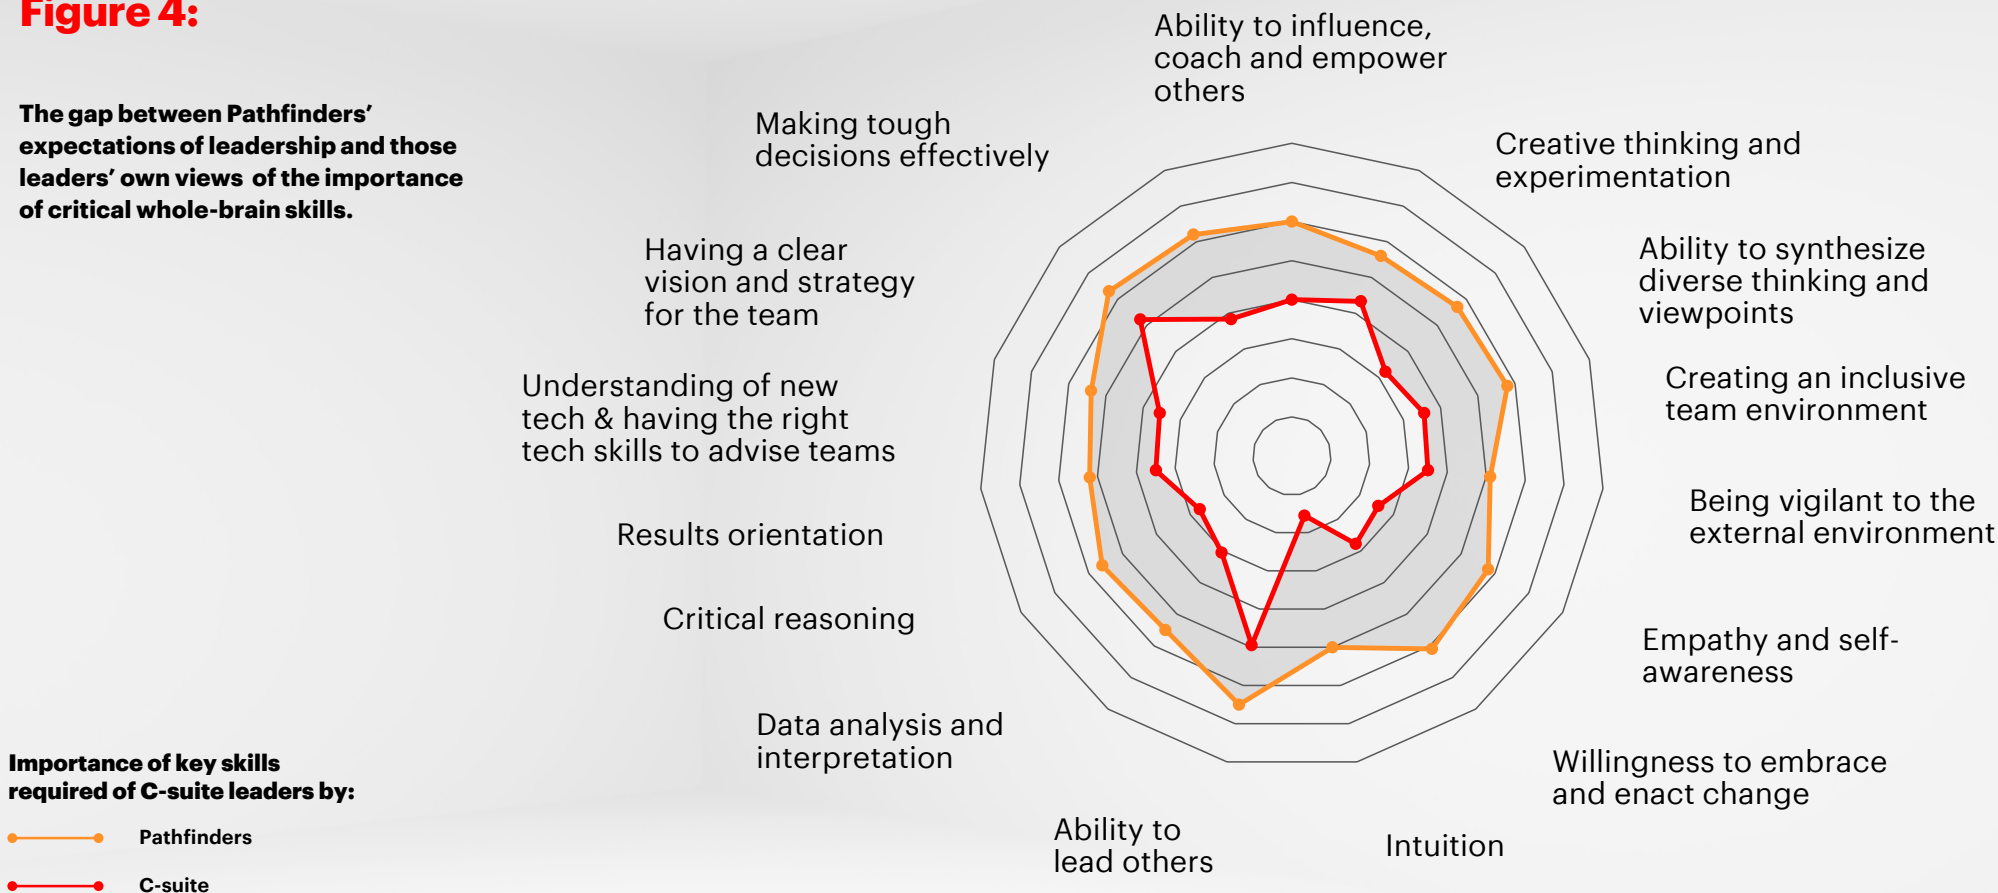 Figure 4:
The gap between Pathfinders’
expectations of leadership and those
leaders’ own views of the importance
of critical whole-brain skills.
Ability to influence,
coach and empower
others
Creative thinking and
experimentation
Ability to synthesize
diverse thinking and
viewpoints
Creating an inclusive
team environment
Being vigilant to the
external environment
Empathy and self-
awareness
Willingness to embrace
and enact change
Intuition
Ability to
lead others
Data analysis and
interpretation
Critical reasoning
Results orientation
Understanding of new
tech & having the right
tech skills to advise teams
Having a clear
vision and strategy
for the team
Making tough
decisions effectively
Importance of key skills
required of C-suite leaders by:
Pathfinders
C-suite